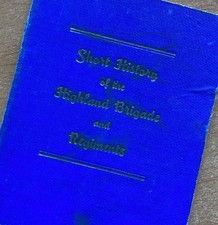 Short History
of the
Highland Brigade
and
Regiments